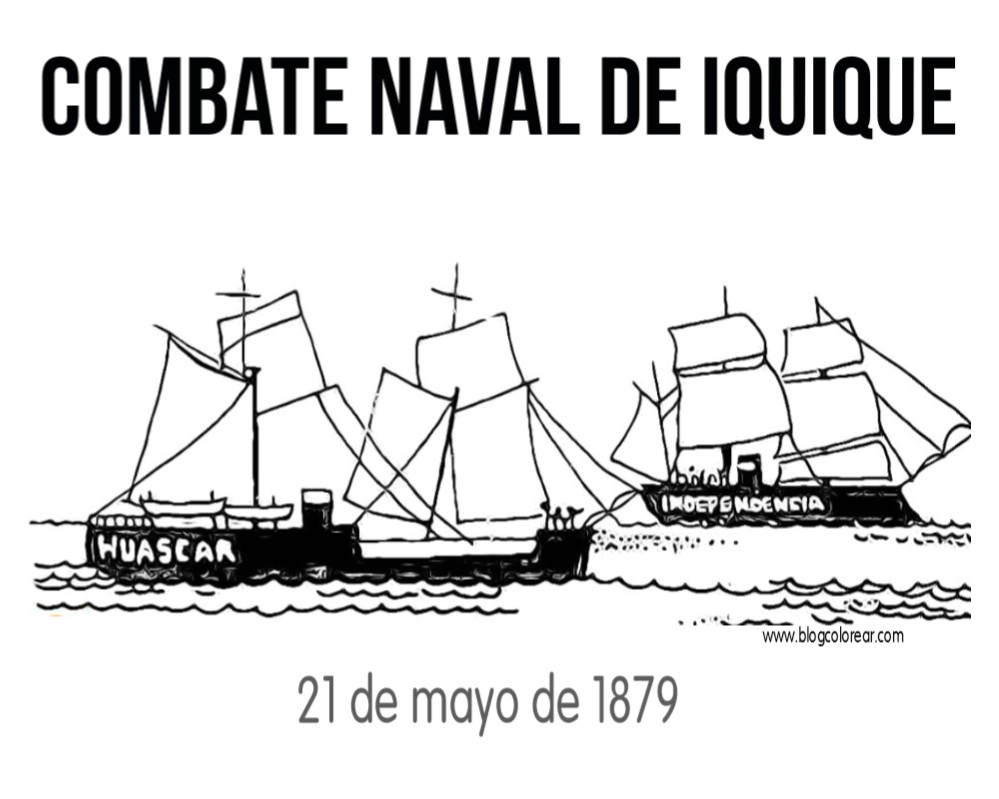 COMBATE NAVAL DE IQUIQUE
INDEPENDENCIA
HUASCAR
www.blogcolorear.com
21 de mayo de 1879